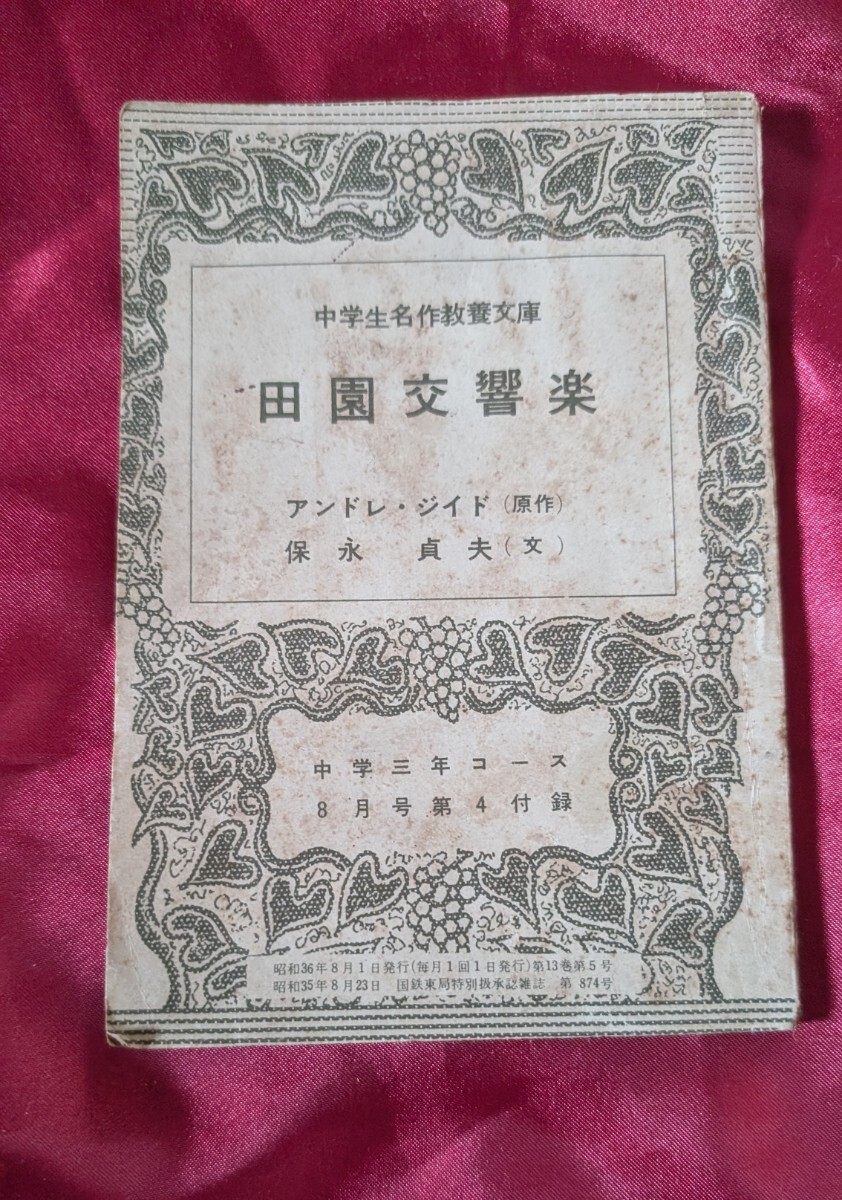 中学生名作教養文庫
田園交響楽
アンドレ・ジイド(原作)
保永 貞夫(文)
中学三年コース
8月号第4付録
昭和36年8月1日発行(毎月1回1日発行)第13巻第5号
昭和35年8月23日 国鉄東局特別扱承認雑誌 第874号